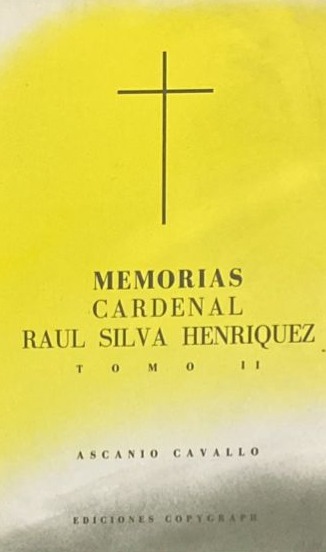 MEMORIAS
CARDENAL
RAUL SILVA HENRIQUEZ
TOMO II
ASCANIO CAVALLO
EDICIONES COPYGRAPH